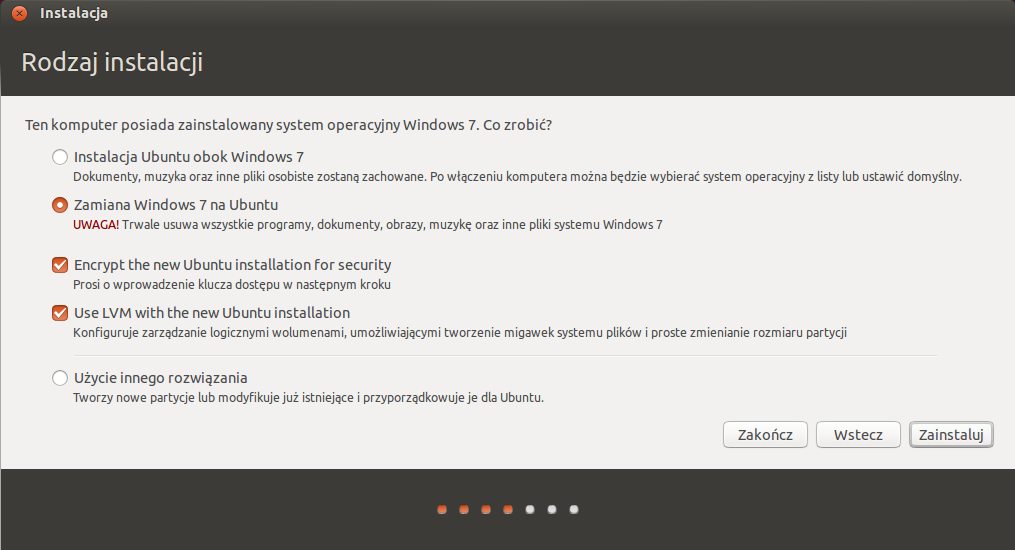 Instalacja
Rodzaj instalacji
Ten komputer posiada zainstalowany system operacyjny Windows 7. Co zrobić?
Instalacja Ubuntu obok Windows 7
Dokumenty, muzyka oraz inne pliki osobiste zostaną zachowane. Po włączeniu komputera można będzie wybierać system operacyjny z listy lub ustawić domyślny.
Zamiana Windows 7 na Ubuntu
UWAGA! Trwale usuwa wszystkie programy, dokumenty, obrazy, muzykę oraz inne pliki systemu Windows 7
Encrypt the new Ubuntu installation for security
Prosi o wprowadzenie klucza dostępu w następnym kroku
Use LVM with the new Ubuntu installation
Konfiguruje zarządzanie logicznymi wolumenami, umożliwiającymi tworzenie migawek systemu plików i proste zmienianie rozmiaru partycji
Użycie innego rozwiązania
Tworzy nowe partycje lub modyfikuje już istniejące i przyporządkowuje je dla Ubuntu.
Zakończ Wstecz Zainstaluj